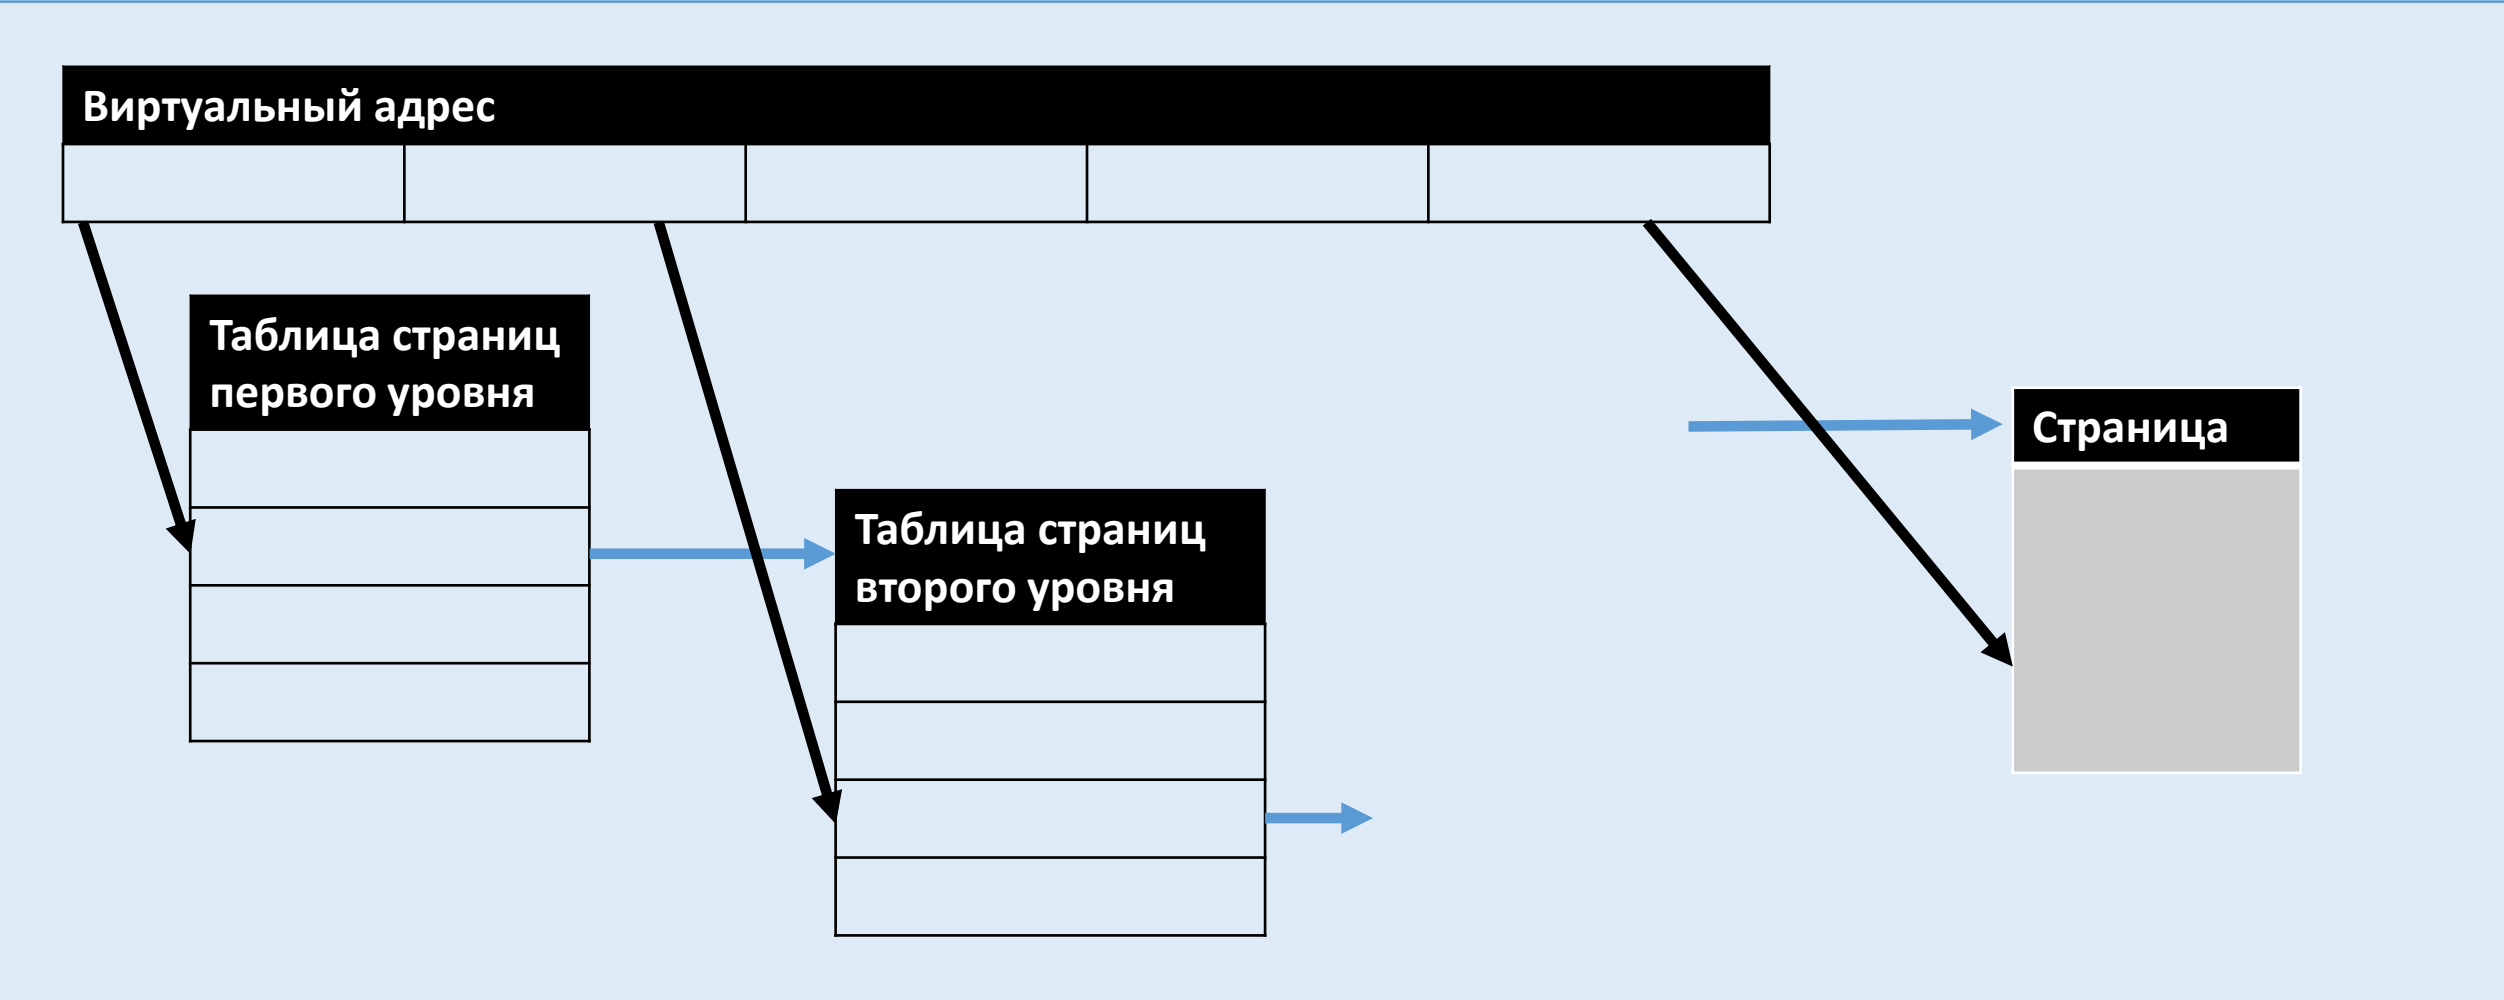 Виртуальный адрес
Таблица страниц
первого уровня
Страница
Таблица страниц
второго уровня